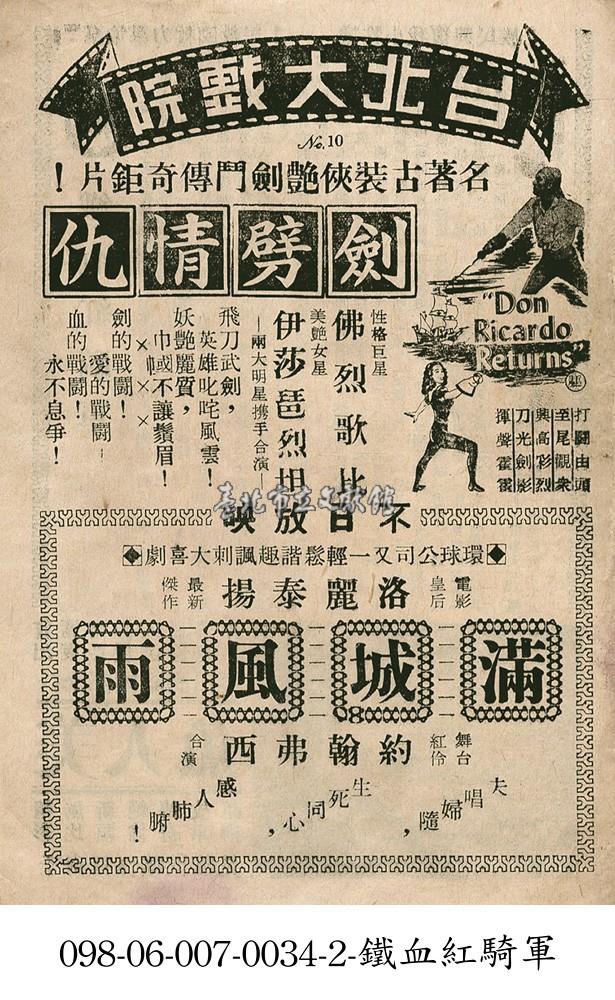 台北大戲院
No. 10
名著古裝俠艷劍鬥傳奇鉅片！
劍劈情仇
"Don
Ricardo
Returns"
打鬪由頭
至尾觀衆
興高彩烈
刀光劍影
揮聲霍霍
性格巨星
佛烈歌比
美艷女星
伊莎琶烈坦
—兩大明星携手合演—
飛刀武劍，
英雄叱咤風雲！
妖艷麗質，
巾幗不讓鬚眉！
×××
劍的戰鬪！
愛的戰鬪—
血的戰鬪！
永不息爭！
不日放映
臺北市立文獻館
環球公司又一輕鬆諧趣諷刺大喜劇
電影皇后
洛麗泰揚
最新傑作
滿城風雨
舞台紅伶
約翰弗西
合演
夫唱婦隨，
生死同心，
感人肺腑！
098-06-007-0034-2-鐵血紅騎軍